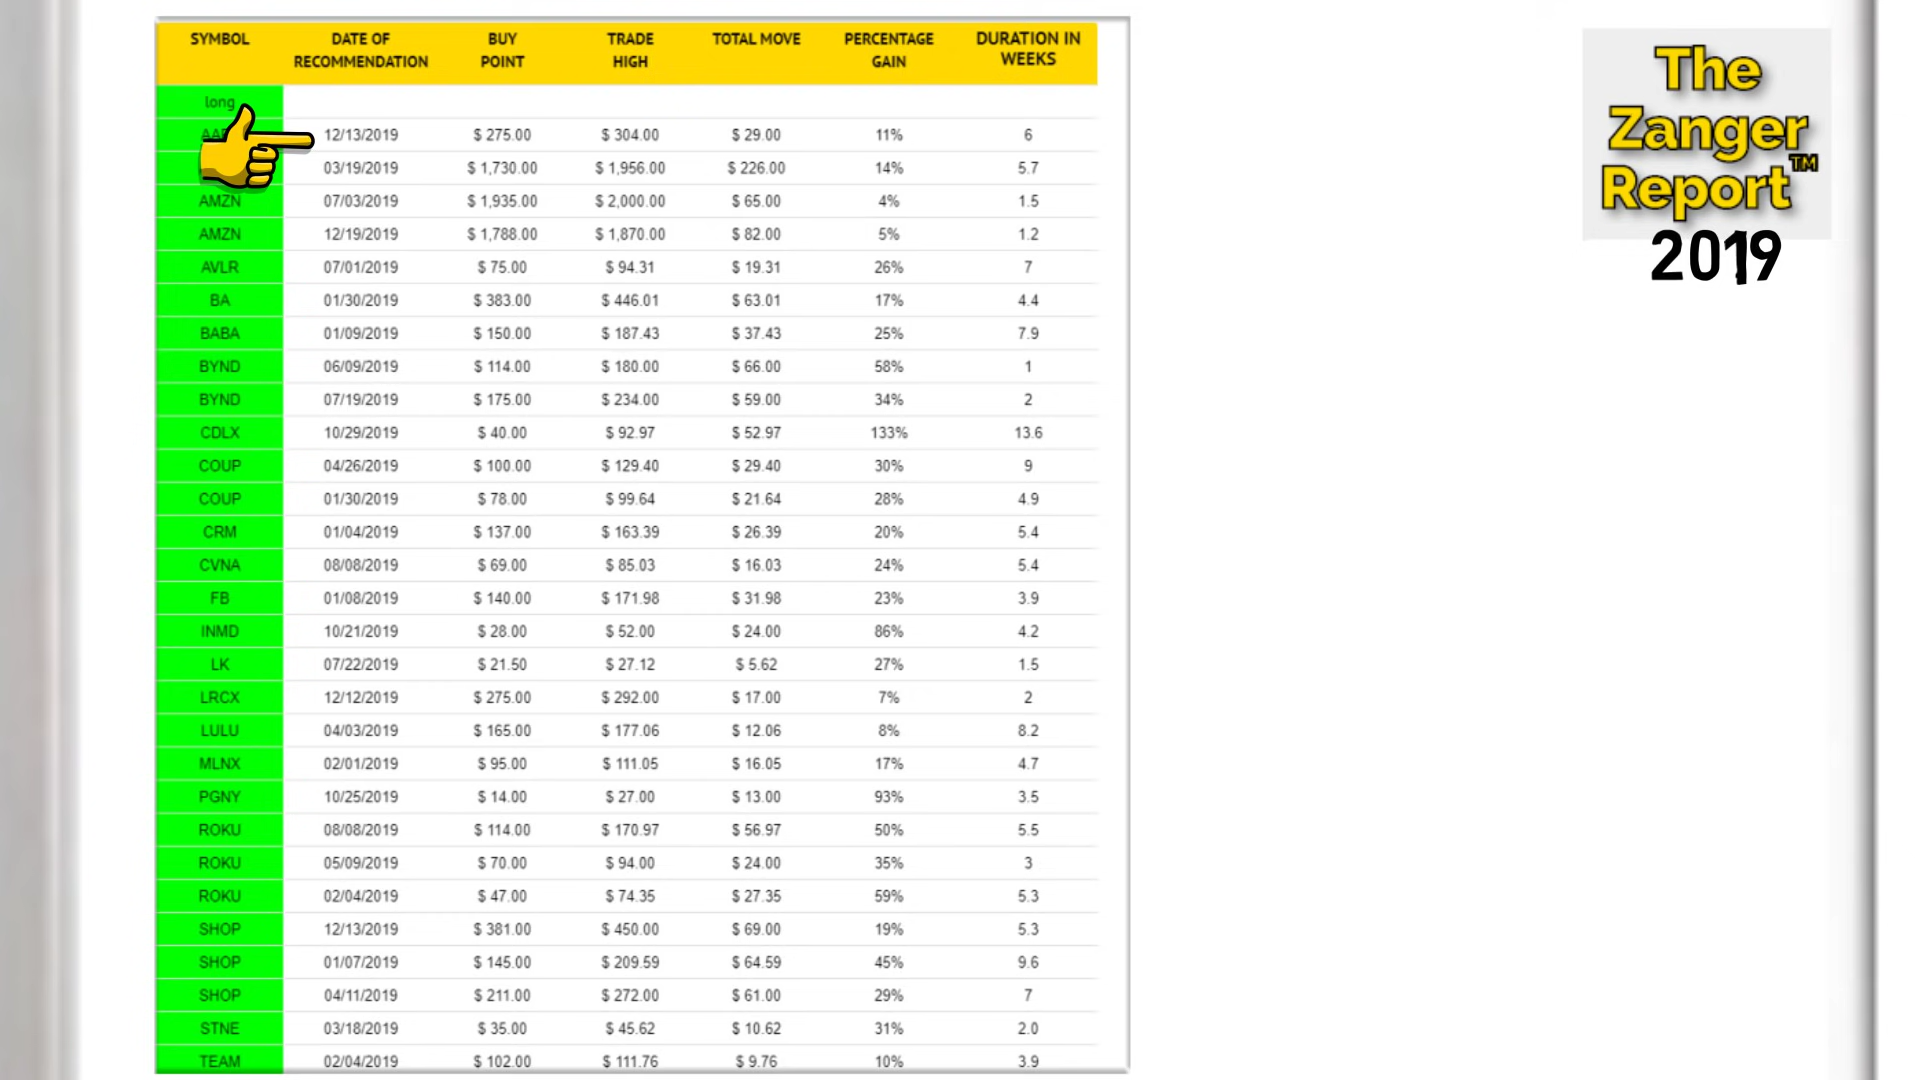 SYMBOL DATE OF RECOMMENDATION BUY POINT TRADE HIGH TOTAL MOVE PERCENTAGE GAIN DURATION IN WEEKS
long
12/13/2019 $ 275.00 $ 304.00 $ 29.00 11% 6
03/19/2019 $ 1,730.00 $ 1,956.00 $ 226.00 14% 5.7
AMZN 07/03/2019 $ 1,935.00 $ 2,000.00 $ 65.00 4% 1.5
AMZN 12/19/2019 $ 1,788.00 $ 1,870.00 $ 82.00 5% 1.2
AVLR 07/01/2019 $ 75.00 $ 94.31 $ 19.31 26% 7
BA 01/30/2019 $ 383.00 $ 446.01 $ 63.01 17% 4.4
BABA 01/09/2019 $ 150.00 $ 187.43 $ 37.43 25% 7.9
BYND 06/09/2019 $ 114.00 $ 180.00 $ 66.00 58% 1
BYND 07/19/2019 $ 175.00 $ 234.00 $ 59.00 34% 2
CDLX 10/29/2019 $ 40.00 $ 92.97 $ 52.97 133% 13.6
COUP 04/26/2019 $ 100.00 $ 129.40 $ 29.40 30% 9
COUP 01/30/2019 $ 78.00 $ 99.64 $ 21.64 28% 4.9
CRM 01/04/2019 $ 137.00 $ 163.39 $ 26.39 20% 5.4
CVNA 08/08/2019 $ 69.00 $ 85.03 $ 16.03 24% 5.4
FB 01/08/2019 $ 140.00 $ 171.98 $ 31.98 23% 3.9
INMD 10/21/2019 $ 28.00 $ 52.00 $ 24.00 86% 4.2
LK 07/22/2019 $ 21.50 $ 27.12 $ 5.62 27% 1.5
LRCX 12/12/2019 $ 275.00 $ 292.00 $ 17.00 7% 2
LULU 04/03/2019 $ 165.00 $ 177.06 $ 12.06 8% 8.2
MLNX 02/01/2019 $ 95.00 $ 111.05 $ 16.05 17% 4.7
PGNY 10/25/2019 $ 14.00 $ 27.00 $ 13.00 93% 3.5
ROKU 08/08/2019 $ 114.00 $ 170.97 $ 56.97 50% 5.5
ROKU 05/09/2019 $ 70.00 $ 94.00 $ 24.00 35% 3
ROKU 02/04/2019 $ 47.00 $ 74.35 $ 27.35 59% 5.3
SHOP 12/13/2019 $ 381.00 $ 450.00 $ 69.00 19% 5.3
SHOP 01/07/2019 $ 145.00 $ 209.59 $ 64.59 45% 9.6
SHOP 04/11/2019 $ 211.00 $ 272.00 $ 61.00 29% 7
STNE 03/18/2019 $ 35.00 $ 45.62 $ 10.62 31% 2.0
TEAM 02/04/2019 $ 102.00 $ 111.76 $ 9.76 10% 3.9
The
Zanger
Report™
2019